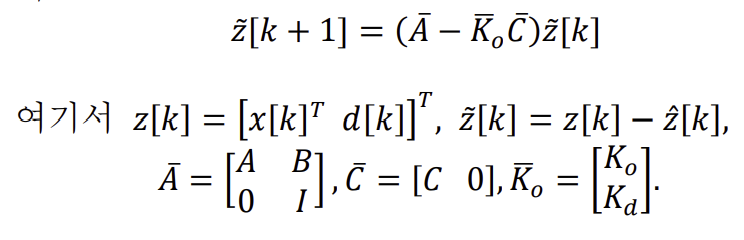 z̃[k + 1] = (Ā − K̄ₒC̄)z̃[k]
여기서 z[k] = [x[k]ᵀ d[k]]ᵀ, z̃[k] = z[k] − ẑ[k],
Ā = [A B; 0 I], C̄ = [C 0], K̄ₒ = [Kₒ; K_d].